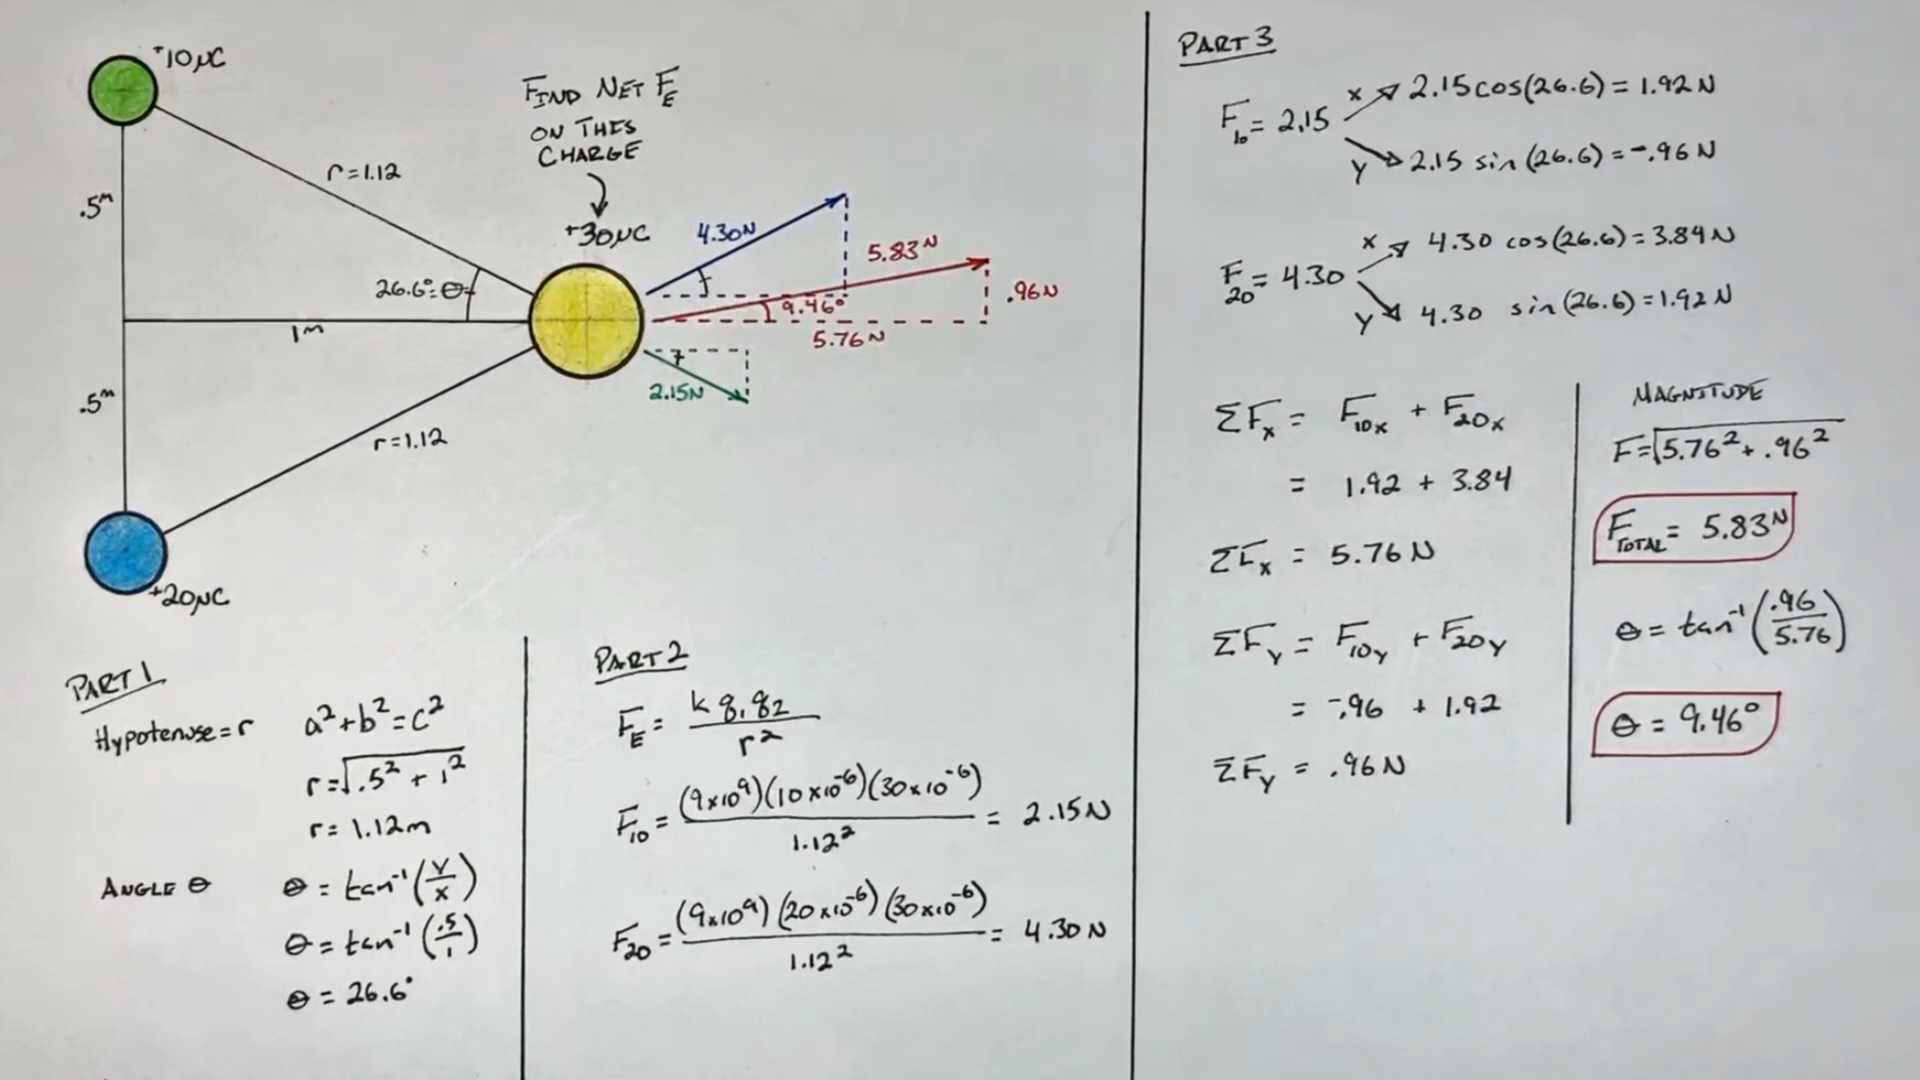 +10μC
FIND NET F_E
ON THIS
CHARGE
r=1.12
.5m
+30μC
4.30N
5.83N
26.6°=θ
9.46°
.96N
1m
5.76N
2.15N
.5m
r=1.12
+20μC
PART 1
Hypotenuse=r a²+b²=c²
r=√.5²+1²
r=1.12m
ANGLE θ θ=tan⁻¹(y/x)
θ=tan⁻¹(.5/1)
θ=26.6°
PART 2
F_E = k q₁q₂ / r²
F₁₀ = (9x10⁹)(10x10⁻⁶)(30x10⁻⁶) / 1.12² = 2.15N
F₂₀ = (9x10⁹)(20x10⁻⁶)(30x10⁻⁶) / 1.12² = 4.30N
PART 3
x 2.15cos(26.6)=1.92N
F₁₀=2.15
y 2.15 sin(26.6)=-.96N
x 4.30 cos(26.6)=3.84N
F₂₀=4.30
y 4.30 sin(26.6)=1.92N
ΣFx = F₁₀x + F₂₀x
= 1.92 + 3.84
ΣFx = 5.76N
ΣFy = F₁₀y + F₂₀y
= -.96 + 1.92
ΣFy = .96N
MAGNITUDE
F=√5.76²+.96²
F_TOTAL = 5.83N
θ=tan⁻¹(.96/5.76)
θ=9.46°